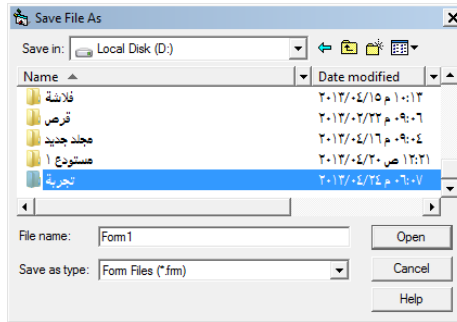 Save File As
Save in: Local Disk (D:)
Name Date modified
فلاشة ١٠:١٣ م ٢٠١٣/٠٤/١٥
قرص ٠٩:٠٦ م ٢٠١٣/٠٢/٢٢
مجلد جديد ٠٩:٠٤ م ٢٠١٣/٠٤/١٦
مستودع ١ ١٢:٢١ ص ٢٠١٣/٠٤/٢٠
تجربة ٠٦:٠٧ م ٢٠١٣/٠٤/٢٤
File name: Form1 Open
Save as type: Form Files (*.frm) Cancel
Help